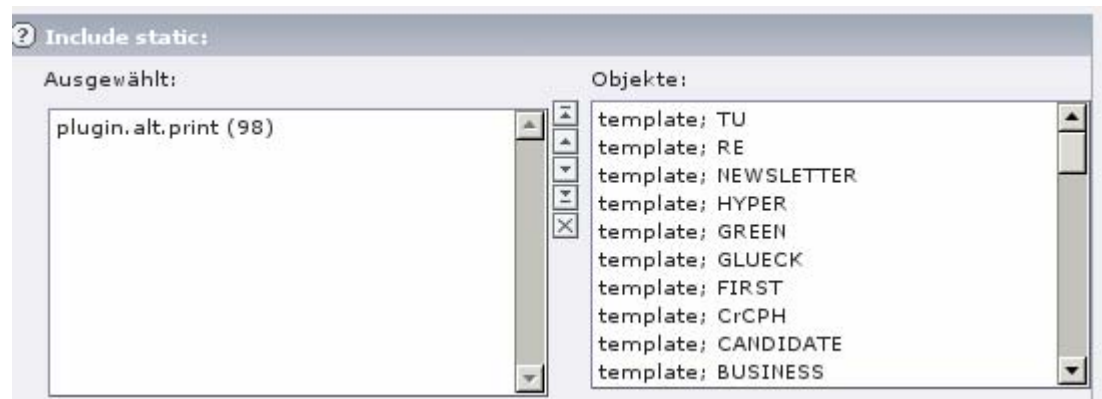 Include static:
Ausgewählt:
plugin.alt.print (98)
Objekte:
template; TU
template; RE
template; NEWSLETTER
template; HYPER
template; GREEN
template; GLUECK
template; FIRST
template; CrCPH
template; CANDIDATE
template; BUSINESS